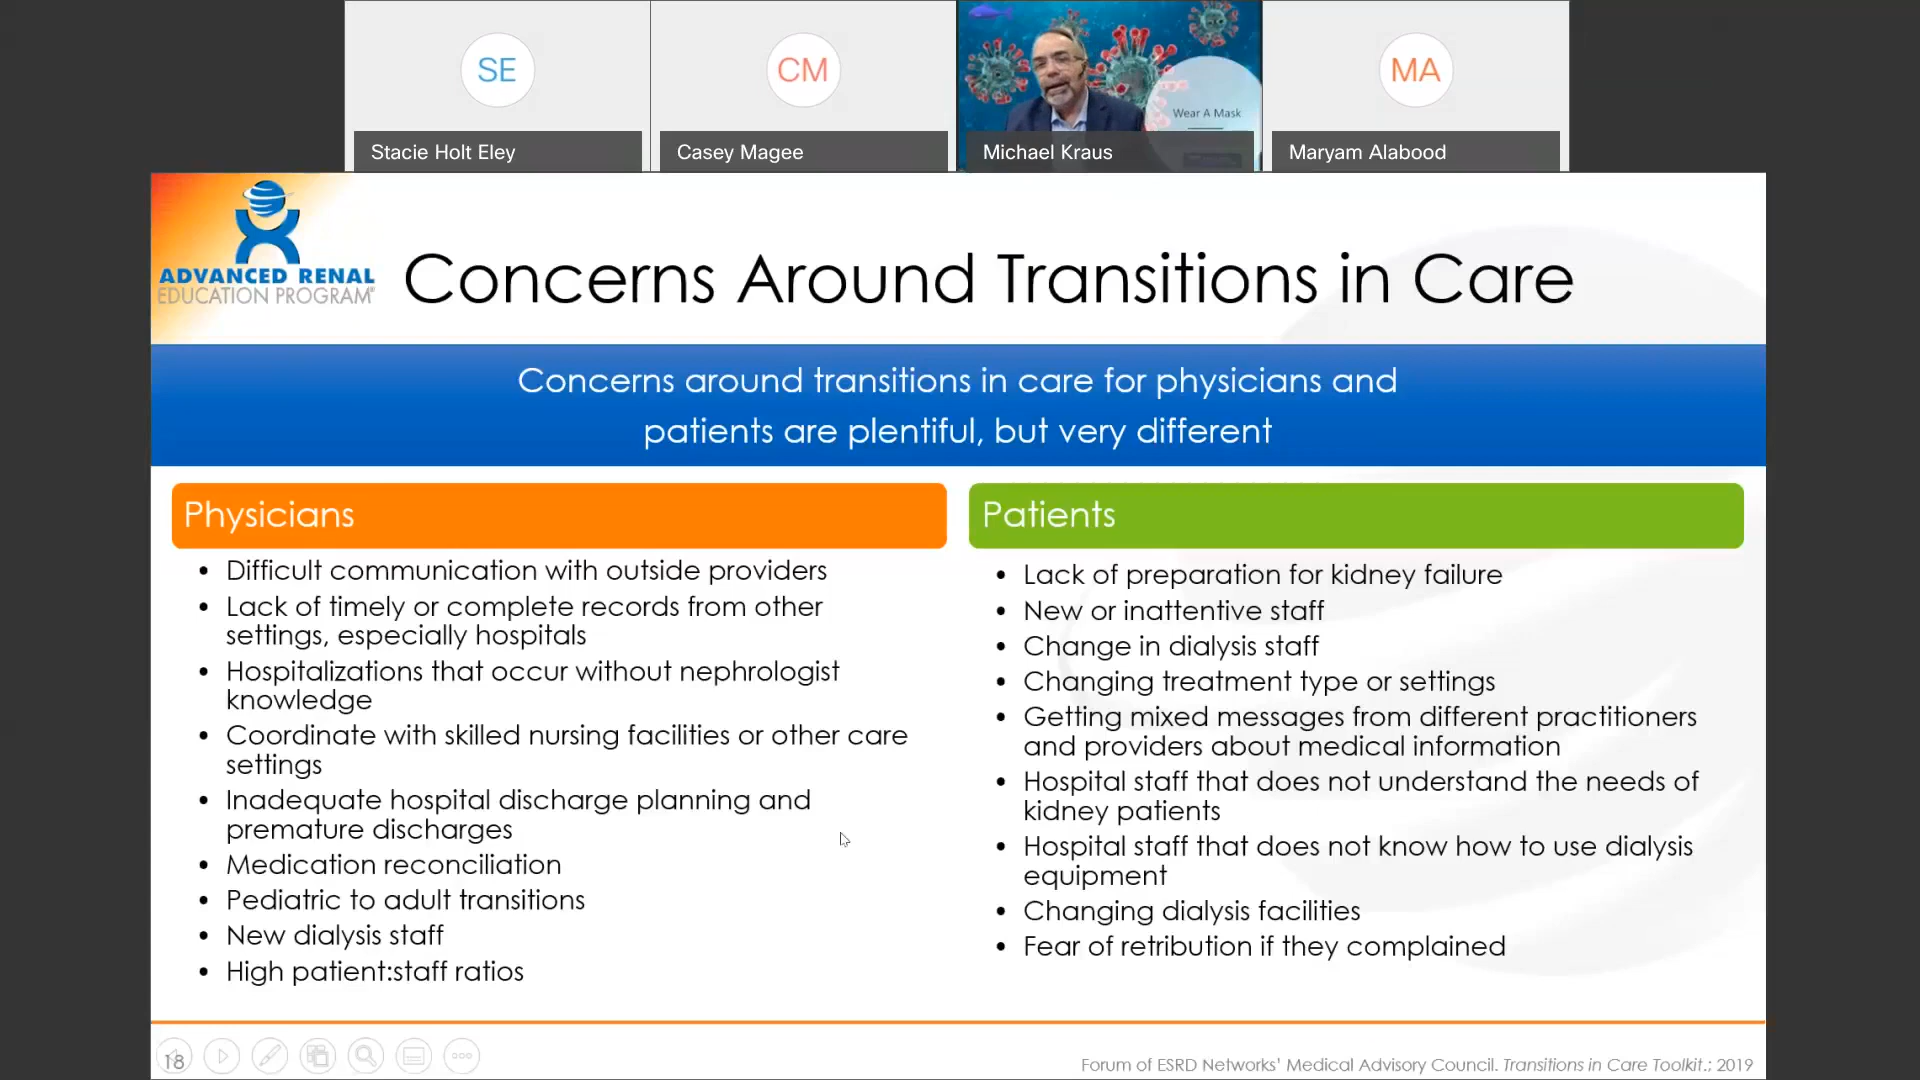 SE
CM
MA
Wear A Mask
Stacie Holt Eley
Casey Magee
Michael Kraus
Maryam Alabood
ADVANCED RENAL
EDUCATION PROGRAM®
Concerns Around Transitions in Care
Concerns around transitions in care for physicians and
patients are plentiful, but very different
Physicians
• Difficult communication with outside providers
• Lack of timely or complete records from other
settings, especially hospitals
• Hospitalizations that occur without nephrologist
knowledge
• Coordinate with skilled nursing facilities or other care
settings
• Inadequate hospital discharge planning and
premature discharges
• Medication reconciliation
• Pediatric to adult transitions
• New dialysis staff
• High patient:staff ratios
Patients
• Lack of preparation for kidney failure
• New or inattentive staff
• Change in dialysis staff
• Changing treatment type or settings
• Getting mixed messages from different practitioners
and providers about medical information
• Hospital staff that does not understand the needs of
kidney patients
• Hospital staff that does not know how to use dialysis
equipment
• Changing dialysis facilities
• Fear of retribution if they complained
18
Forum of ESRD Networks' Medical Advisory Council. Transitions in Care Toolkit.; 2019